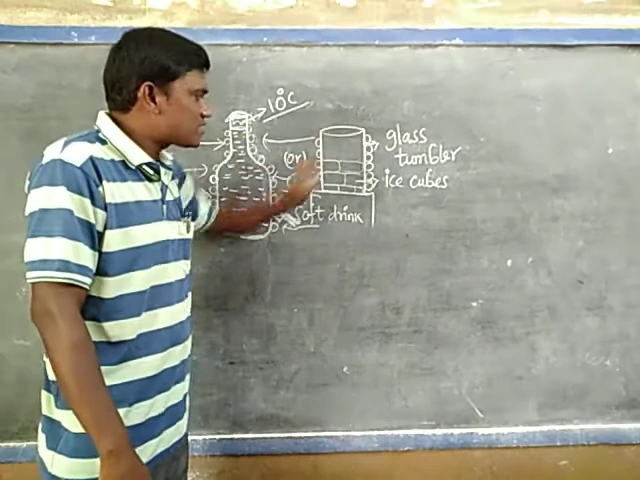 10°C
glass
(or)
tumbler
ice cubes
Soft drink